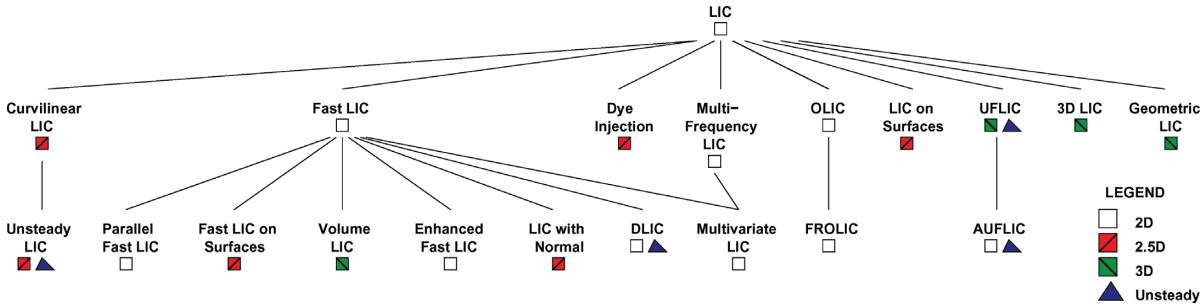 LIC
Curvilinear
LIC
Fast LIC
Dye
Injection
Multi-
Frequency
LIC
OLIC
LIC on
Surfaces
UFLIC
3D LIC
Geometric
LIC
Unsteady
LIC
Parallel
Fast LIC
Fast LIC on
Surfaces
Volume
LIC
Enhanced
Fast LIC
LIC with
Normal
DLIC
Multivariate
LIC
FROLIC
AUFLIC
LEGEND
2D
2.5D
3D
Unsteady